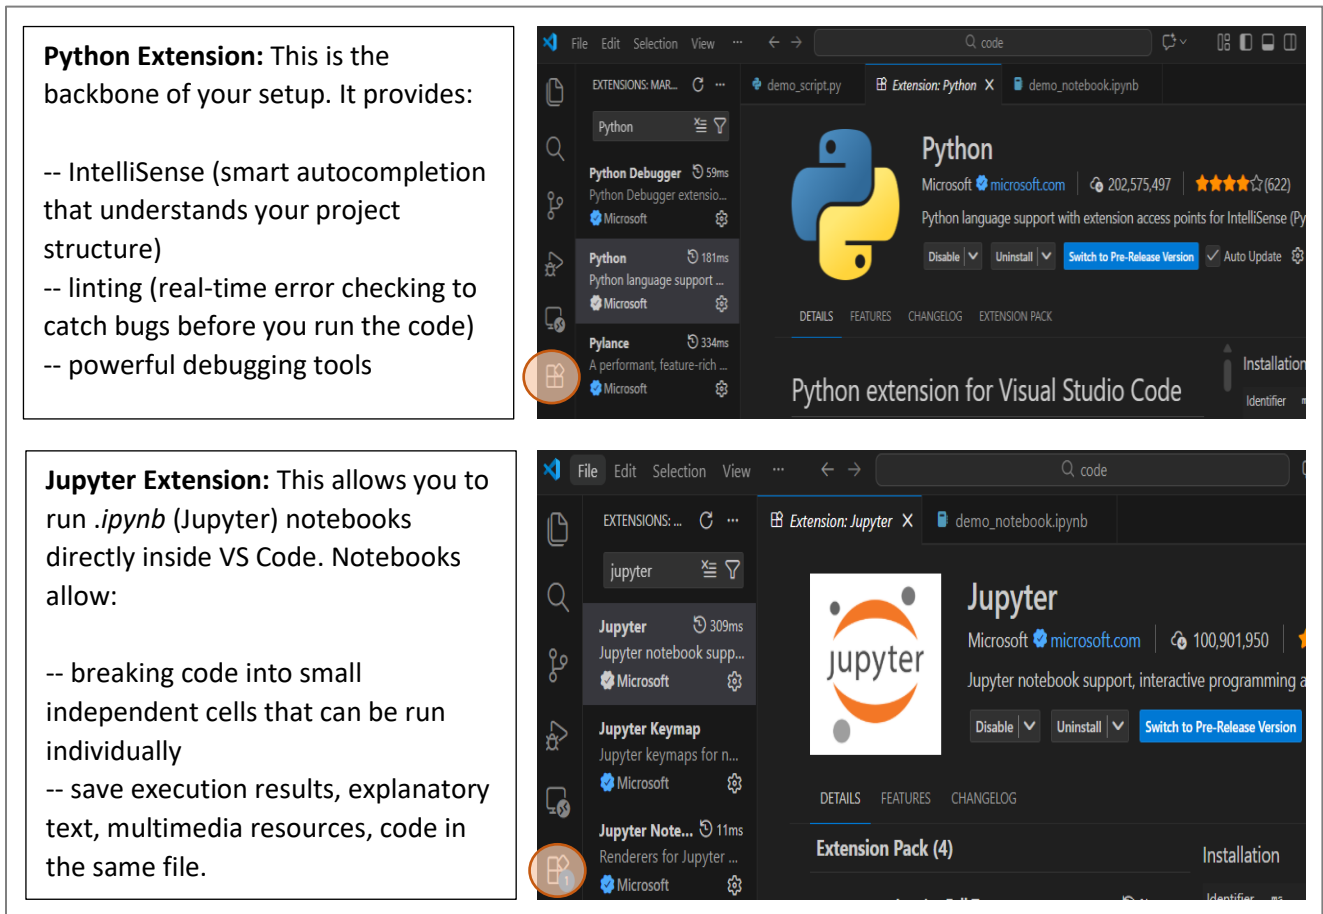 Python Extension: This is the
backbone of your setup. It provides:
-- IntelliSense (smart autocompletion
that understands your project
structure)
-- linting (real-time error checking to
catch bugs before you run the code)
-- powerful debugging tools
File Edit Selection View ··· code
EXTENSIONS: MAR... ··· demo_script.py Extension: Python X demo_notebook.ipynb
Python
Python Debugger 59ms
Python Debugger extensio...
Microsoft
Python 181ms
Python language support ...
Microsoft
Pylance 334ms
A performant, feature-rich ...
Microsoft
Python
Microsoft microsoft.com 202,575,497 (622)
Python language support with extension access points for IntelliSense (Py
Disable Uninstall Switch to Pre-Release Version Auto Update
DETAILS FEATURES CHANGELOG EXTENSION PACK
Python extension for Visual Studio Code
Installation
Identifier
Jupyter Extension: This allows you to
run .ipynb (Jupyter) notebooks
directly inside VS Code. Notebooks
allow:
-- breaking code into small
independent cells that can be run
individually
-- save execution results, explanatory
text, multimedia resources, code in
the same file.
File Edit Selection View ··· code
EXTENSIONS: ... ··· Extension: Jupyter X demo_notebook.ipynb
jupyter
Jupyter 309ms
Jupyter notebook supp...
Microsoft
Jupyter Keymap
Jupyter keymaps for n...
Microsoft
Jupyter Note... 11ms
Renderers for Jupyter ...
Microsoft
1
jupyter
Jupyter
Microsoft microsoft.com 100,901,950
Jupyter notebook support, interactive programming a
Disable Uninstall Switch to Pre-Release Version
DETAILS FEATURES CHANGELOG
Extension Pack (4)
Installation
Identifier ms